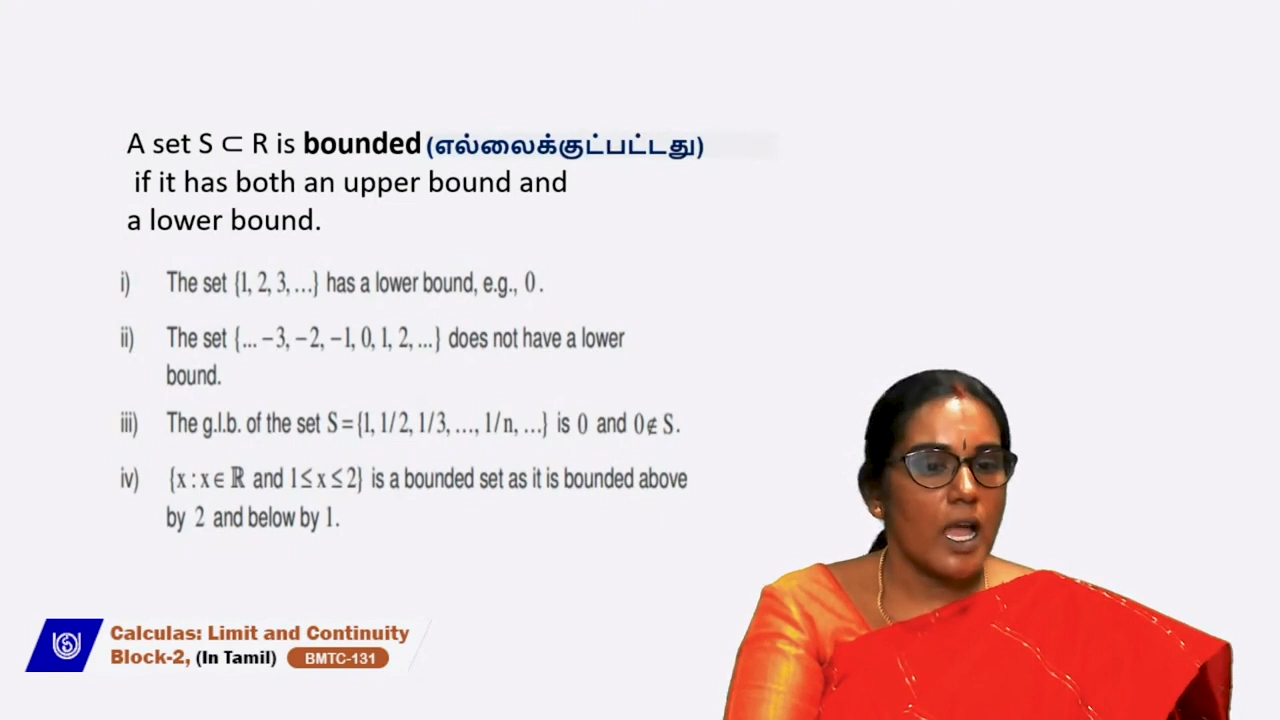 A set S ⊂ R is bounded (எல்லைக்குட்பட்டது)
if it has both an upper bound and
a lower bound.
i) The set {1, 2, 3, ...} has a lower bound, e.g., 0.
ii) The set {... −3, −2, −1, 0, 1, 2, ...} does not have a lower
bound.
iii) The g.l.b. of the set S = {1, 1/2, 1/3, ..., 1/n, ...} is 0 and 0 ∉ S.
iv) {x : x ∈ ℝ and 1 ≤ x ≤ 2} is a bounded set as it is bounded above
by 2 and below by 1.
Calculas: Limit and Continuity
Block-2, (In Tamil) BMTC-131